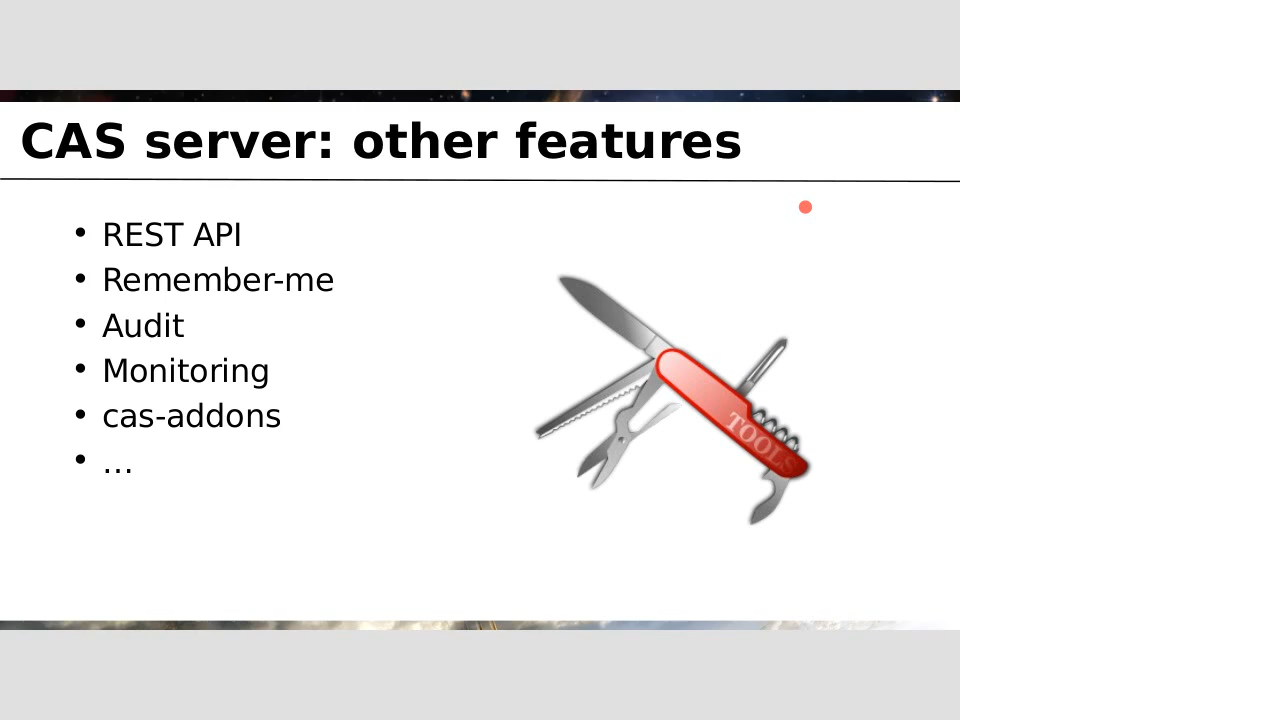 CAS server: other features
• REST API
• Remember-me
• Audit
• Monitoring
• cas-addons
• ...
TOOLS